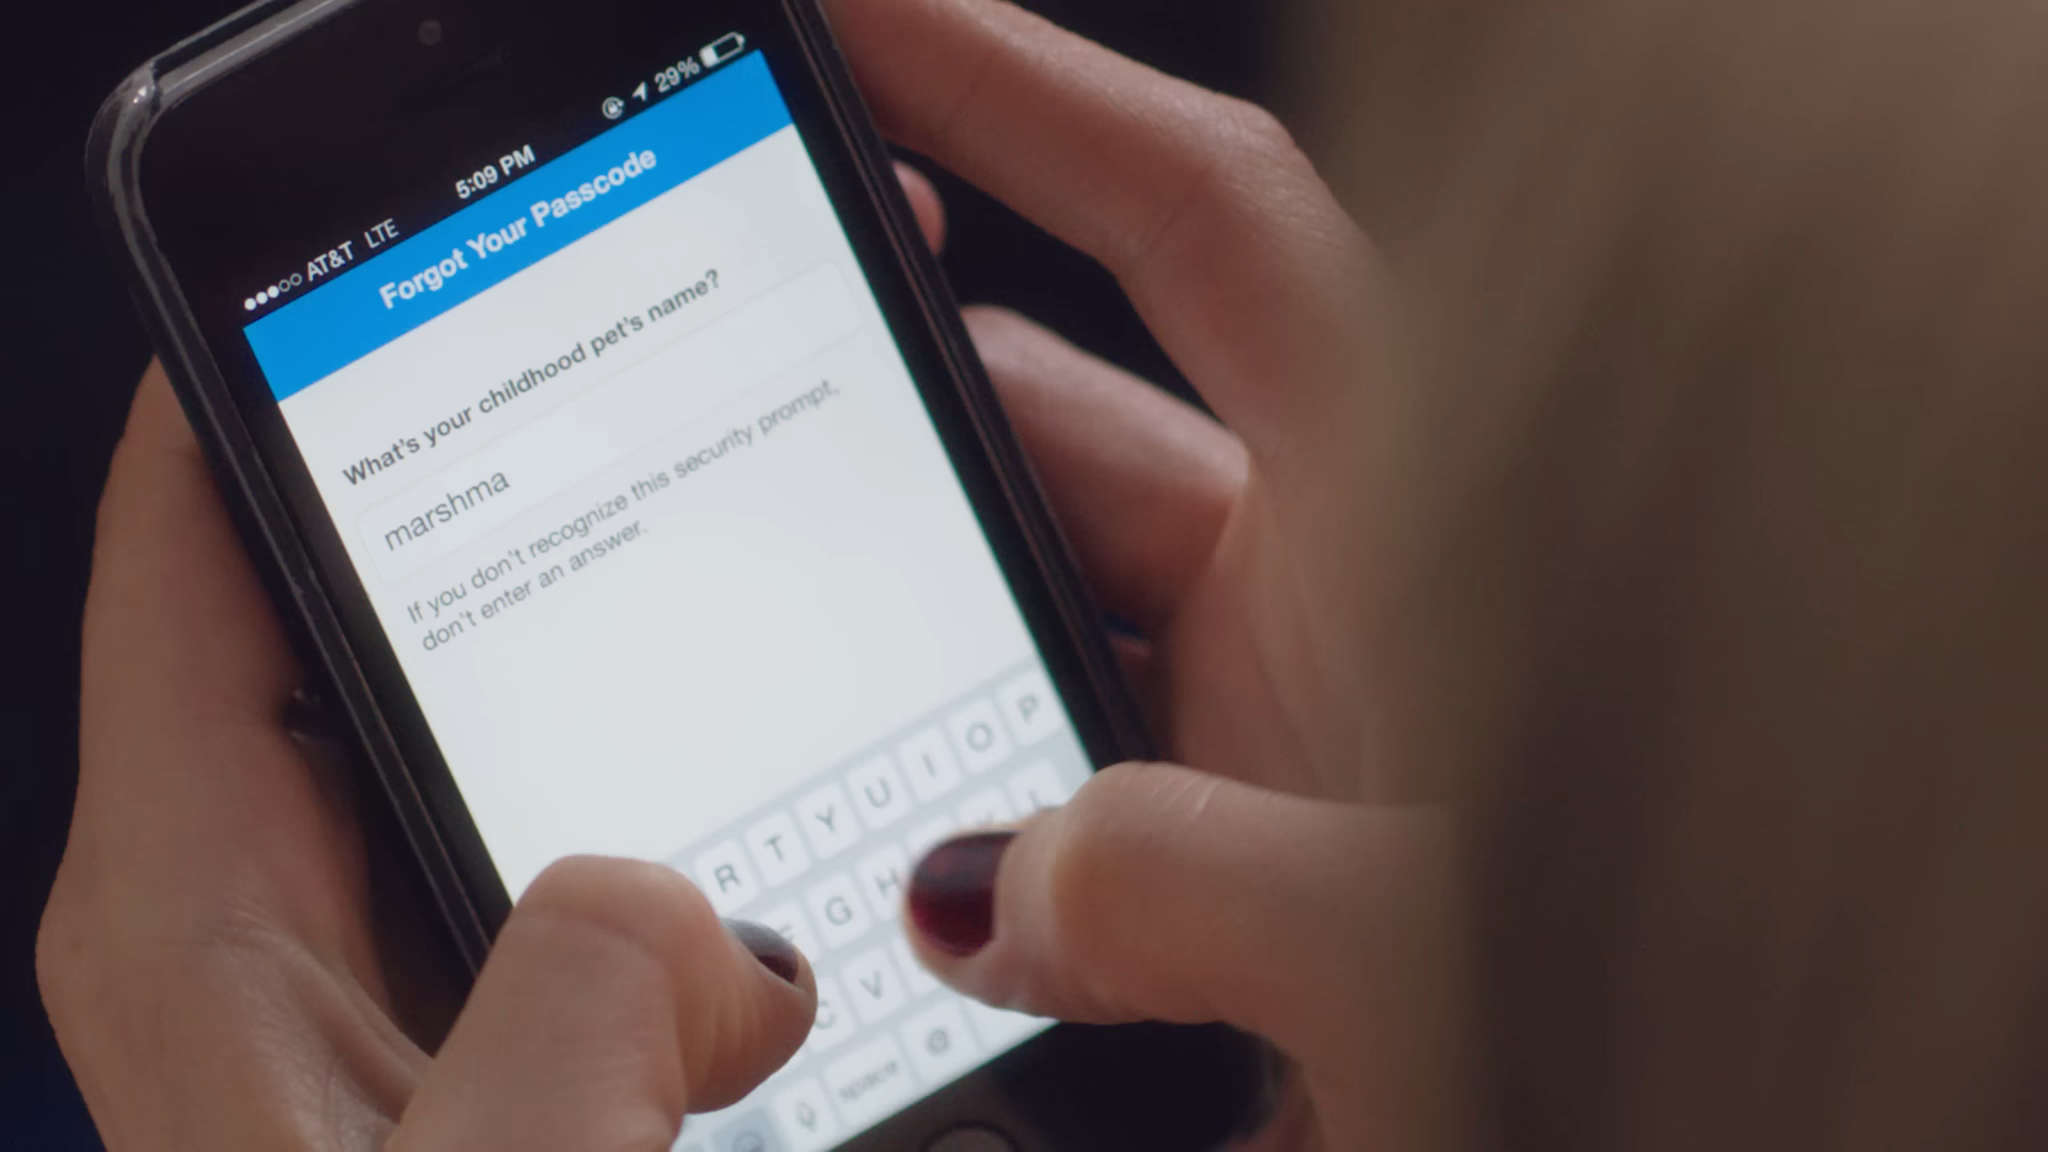 AT&T LTE 5:09 PM 29%
Forgot Your Passcode
What's your childhood pet's name?
marshma
If you don't recognize this security prompt,
don't enter an answer.
R T Y U I O P
G H
C V
space @